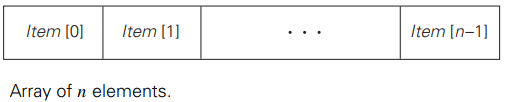 Item [0] Item [1] · · · Item [n–1]
Array of n elements.